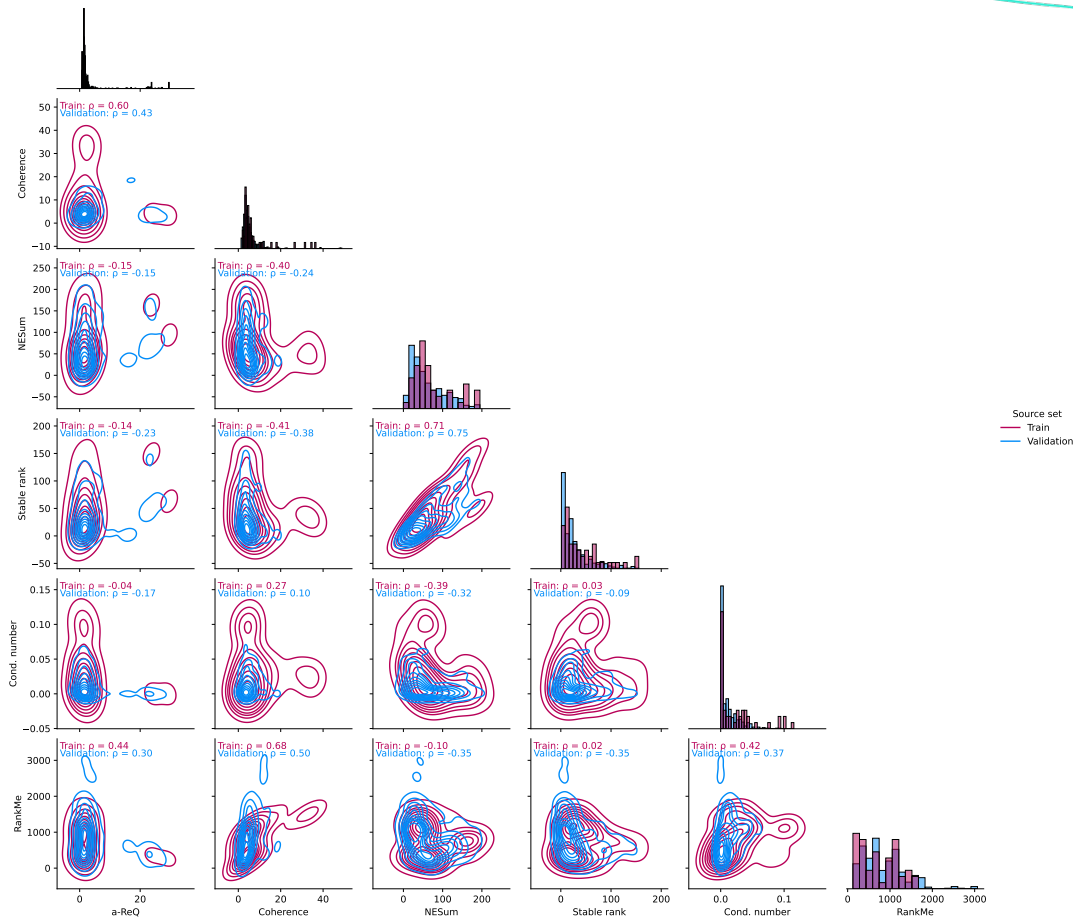 Train: ρ = 0.60
Validation: ρ = 0.43
50
40
30
20
10
0
−10
Coherence
0 20
Train: ρ = -0.15
Validation: ρ = -0.15
Train: ρ = -0.40
Validation: ρ = -0.24
250
200
150
100
50
0
−50
NESum
Train: ρ = -0.14
Validation: ρ = -0.23
Train: ρ = -0.41
Validation: ρ = -0.38
Train: ρ = 0.71
Validation: ρ = 0.75
200
150
100
50
0
−50
Stable rank
Source set
Train
Validation
Train: ρ = -0.04
Validation: ρ = -0.17
Train: ρ = 0.27
Validation: ρ = 0.10
Train: ρ = -0.39
Validation: ρ = -0.32
Train: ρ = 0.03
Validation: ρ = -0.09
0.15
0.10
0.05
0.00
−0.05
Cond. number
Train: ρ = 0.44
Validation: ρ = 0.30
Train: ρ = 0.68
Validation: ρ = 0.50
Train: ρ = -0.10
Validation: ρ = -0.35
Train: ρ = 0.02
Validation: ρ = -0.35
Train: ρ = 0.42
Validation: ρ = 0.37
3000
2000
1000
0
RankMe
0 20
a-ReQ
0 20 40
Coherence
0 100 200
NESum
0 100 200
Stable rank
0.0 0.1
Cond. number
0 1000 2000 3000
RankMe